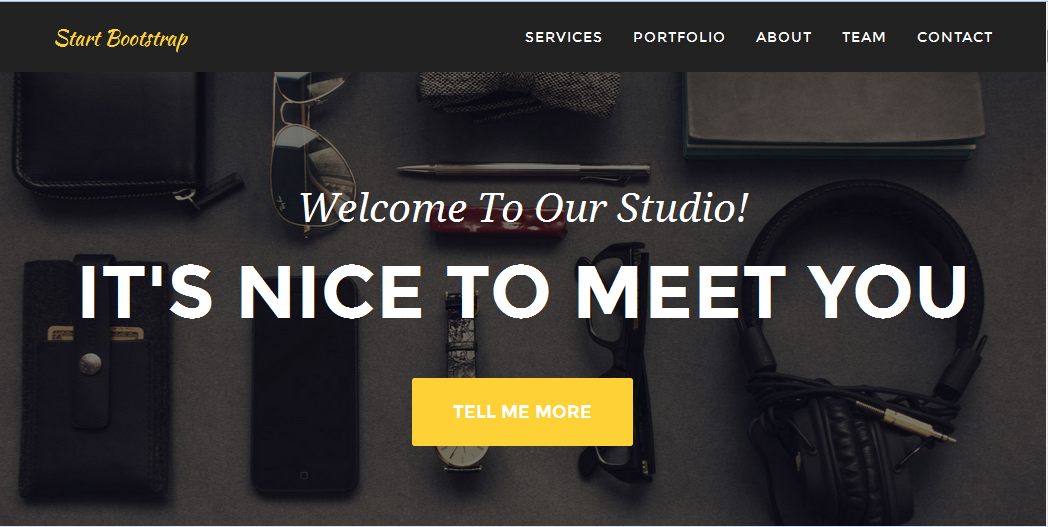 Start Bootstrap
SERVICES PORTFOLIO ABOUT TEAM CONTACT
Welcome To Our Studio!
IT'S NICE TO MEET YOU
TELL ME MORE